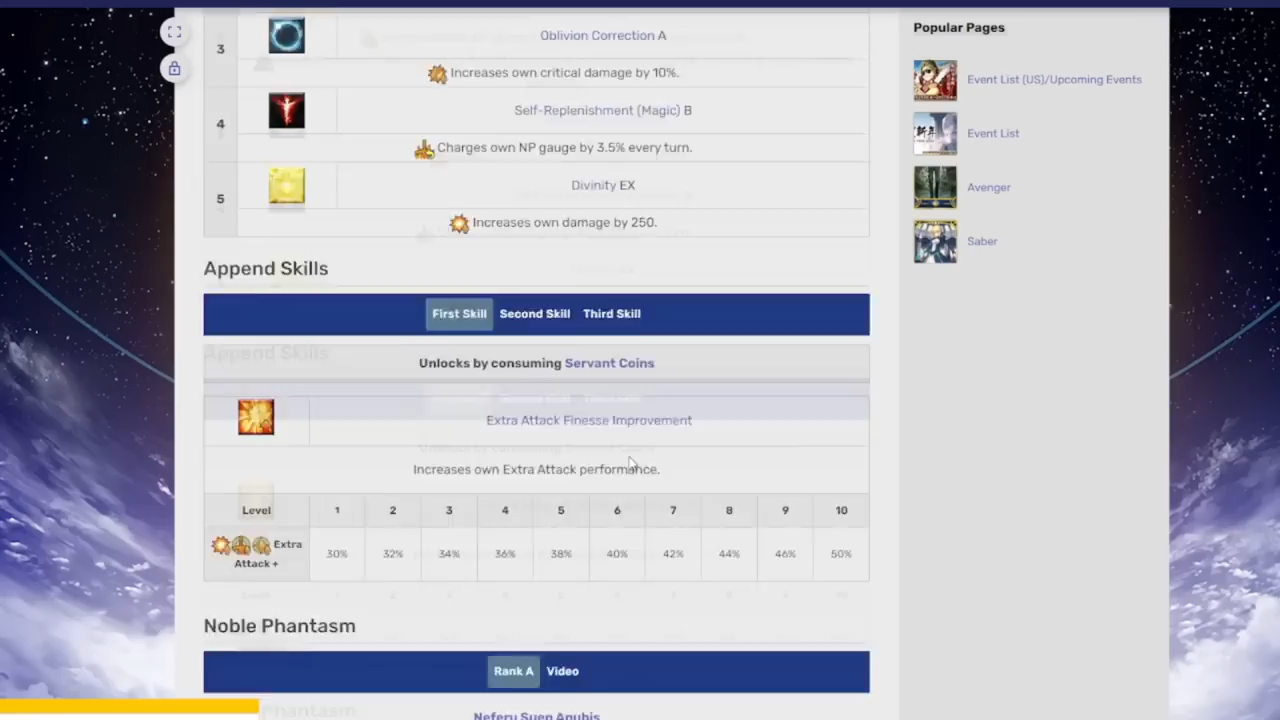 3
Oblivion Correction A
Increases own critical damage by 10%.
4
Self-Replenishment (Magic) B
Charges own NP gauge by 3.5% every turn.
5
Divinity EX
Increases own damage by 250.
Append Skills
First Skill Second Skill Third Skill
Unlocks by consuming Servant Coins
Extra Attack Finesse Improvement
Increases own Extra Attack performance.
Level 1 2 3 4 5 6 7 8 9 10
Extra Attack + 30% 32% 34% 36% 38% 40% 42% 44% 46% 50%
Noble Phantasm
Rank A Video
Neferu Suen Anubis
Popular Pages
Event List (US)/Upcoming Events
Event List
Avenger
Saber